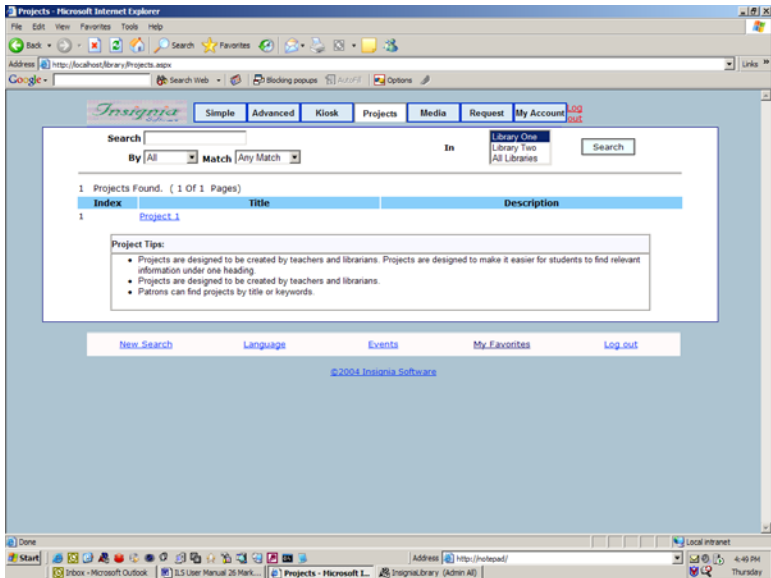 Projects - Microsoft Internet Explorer
File Edit View Favorites Tools Help
Back Search Favorites
Address http://localhost/library/Projects.aspx Links »
Google - Search Web Blocking popups AutoFill Options
Insignia Simple Advanced Kiosk Projects Media Request My Account Log out
Software
Search
By All Match Any Match In Library One
Library Two
All Libraries
Search
1 Projects Found. ( 1 Of 1 Pages)
Index Title Description
1 Project 1
Project Tips:
• Projects are designed to be created by teachers and librarians. Projects are designed to make it easier for students to find relevant
information under one heading.
• Projects are designed to be created by teachers and librarians.
• Patrons can find projects by title or keywords.
New Search Language Events My Favorites Log out
©2004 Insignia Software
Done Local intranet
Start Address http://notepad/ 4:49 PM
Inbox - Microsoft Outlook ILS User Manual 26 Mark... Projects - Microsoft I... InsigniaLibrary (Admin All) Thursday